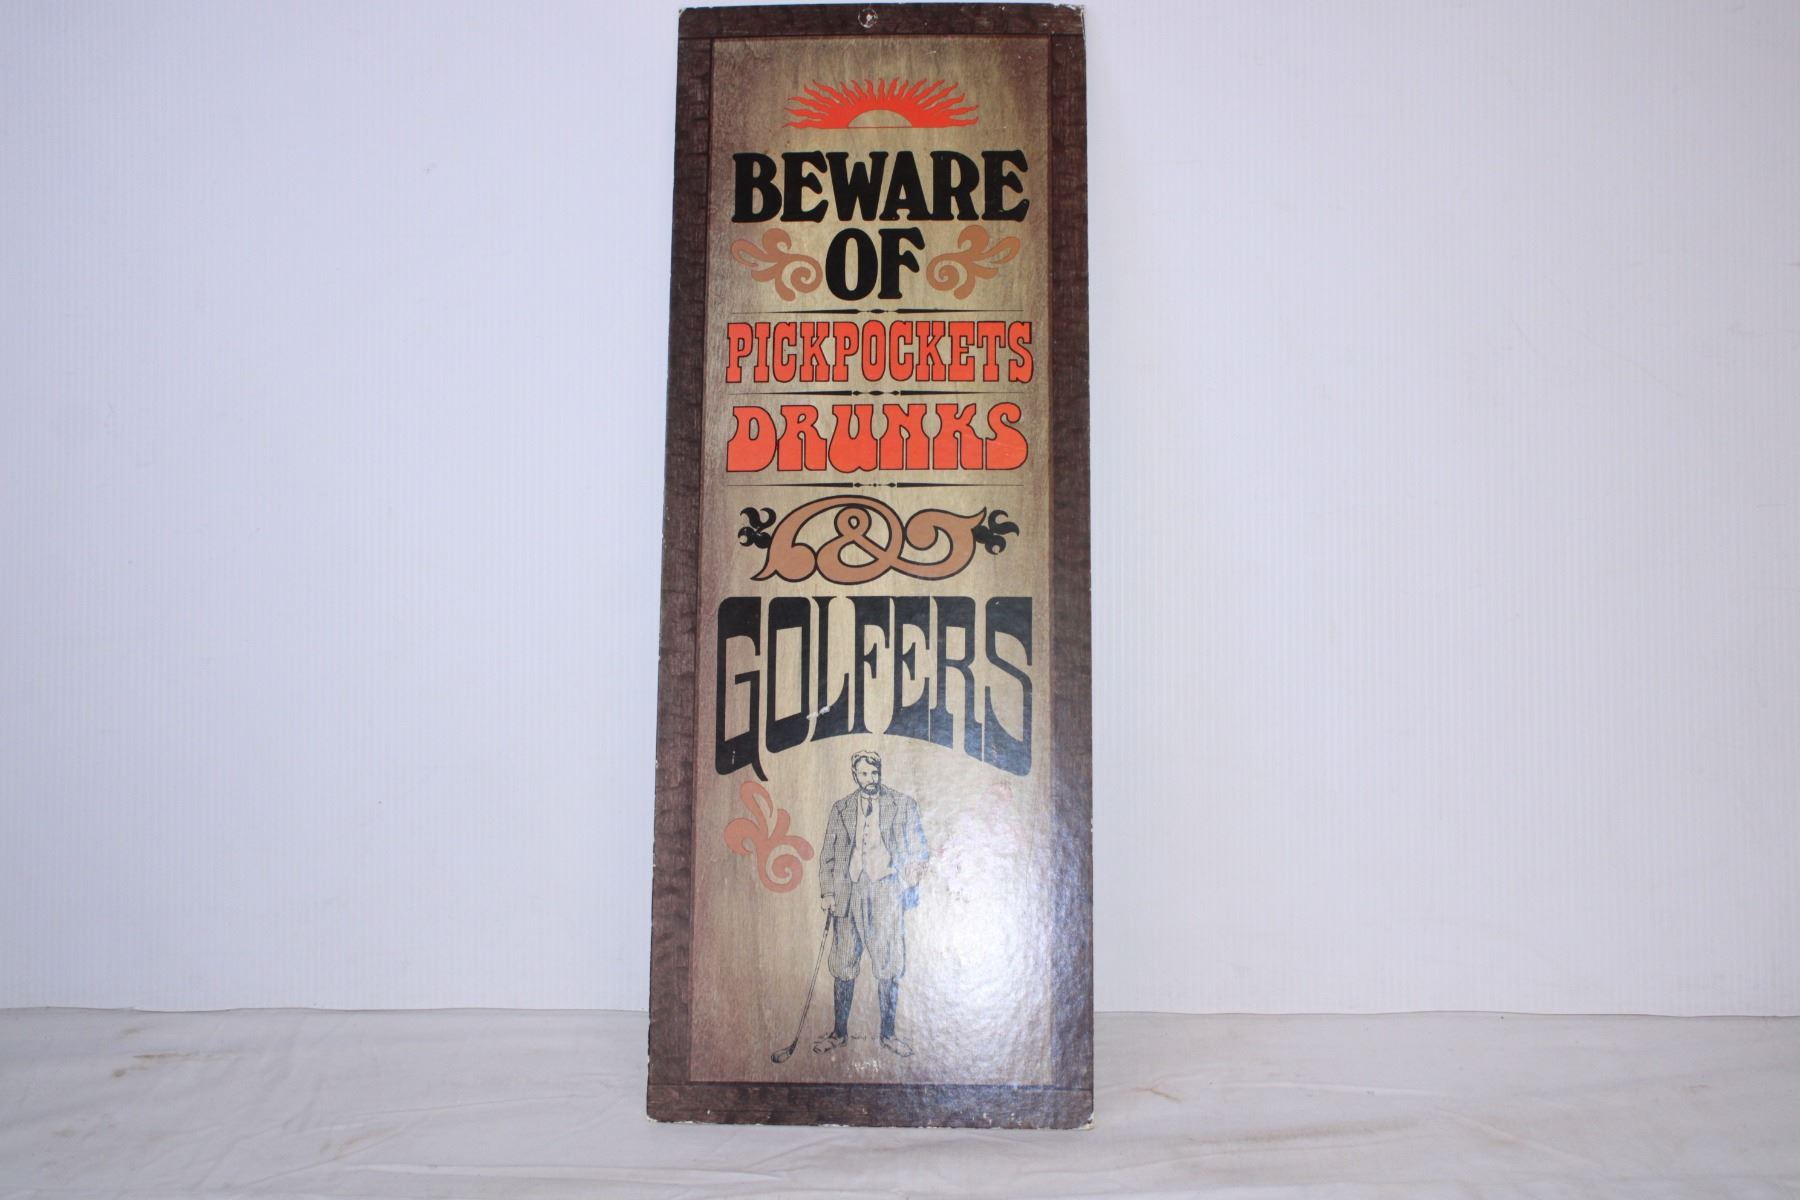 BEWARE
OF
PICKPOCKETS
DRUNKS
&
GOLFERS